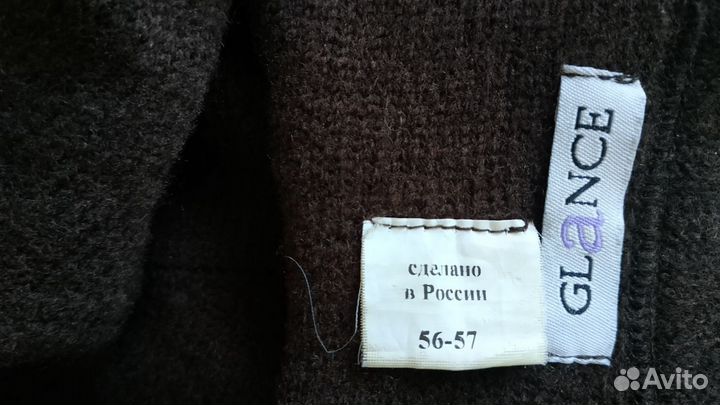 GLaNCE
сделано
в России
56-57
Avito